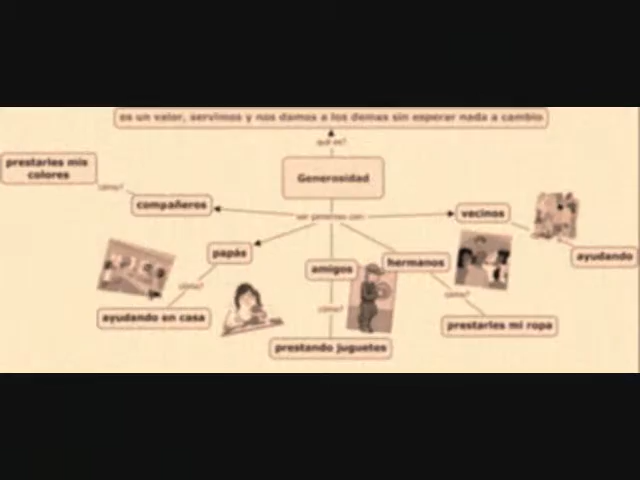 es un valor, servimos y nos damos a los demas sin esperar nada a cambio
qué es?
Generosidad
prestarles mis
colores
cómo?
compañeros
ser generoso con
vecinos
papás
amigos
hermanos
ayudando
cómo?
cómo?
cómo?
ayudando en casa
prestarles mi ropa
prestando juguetes